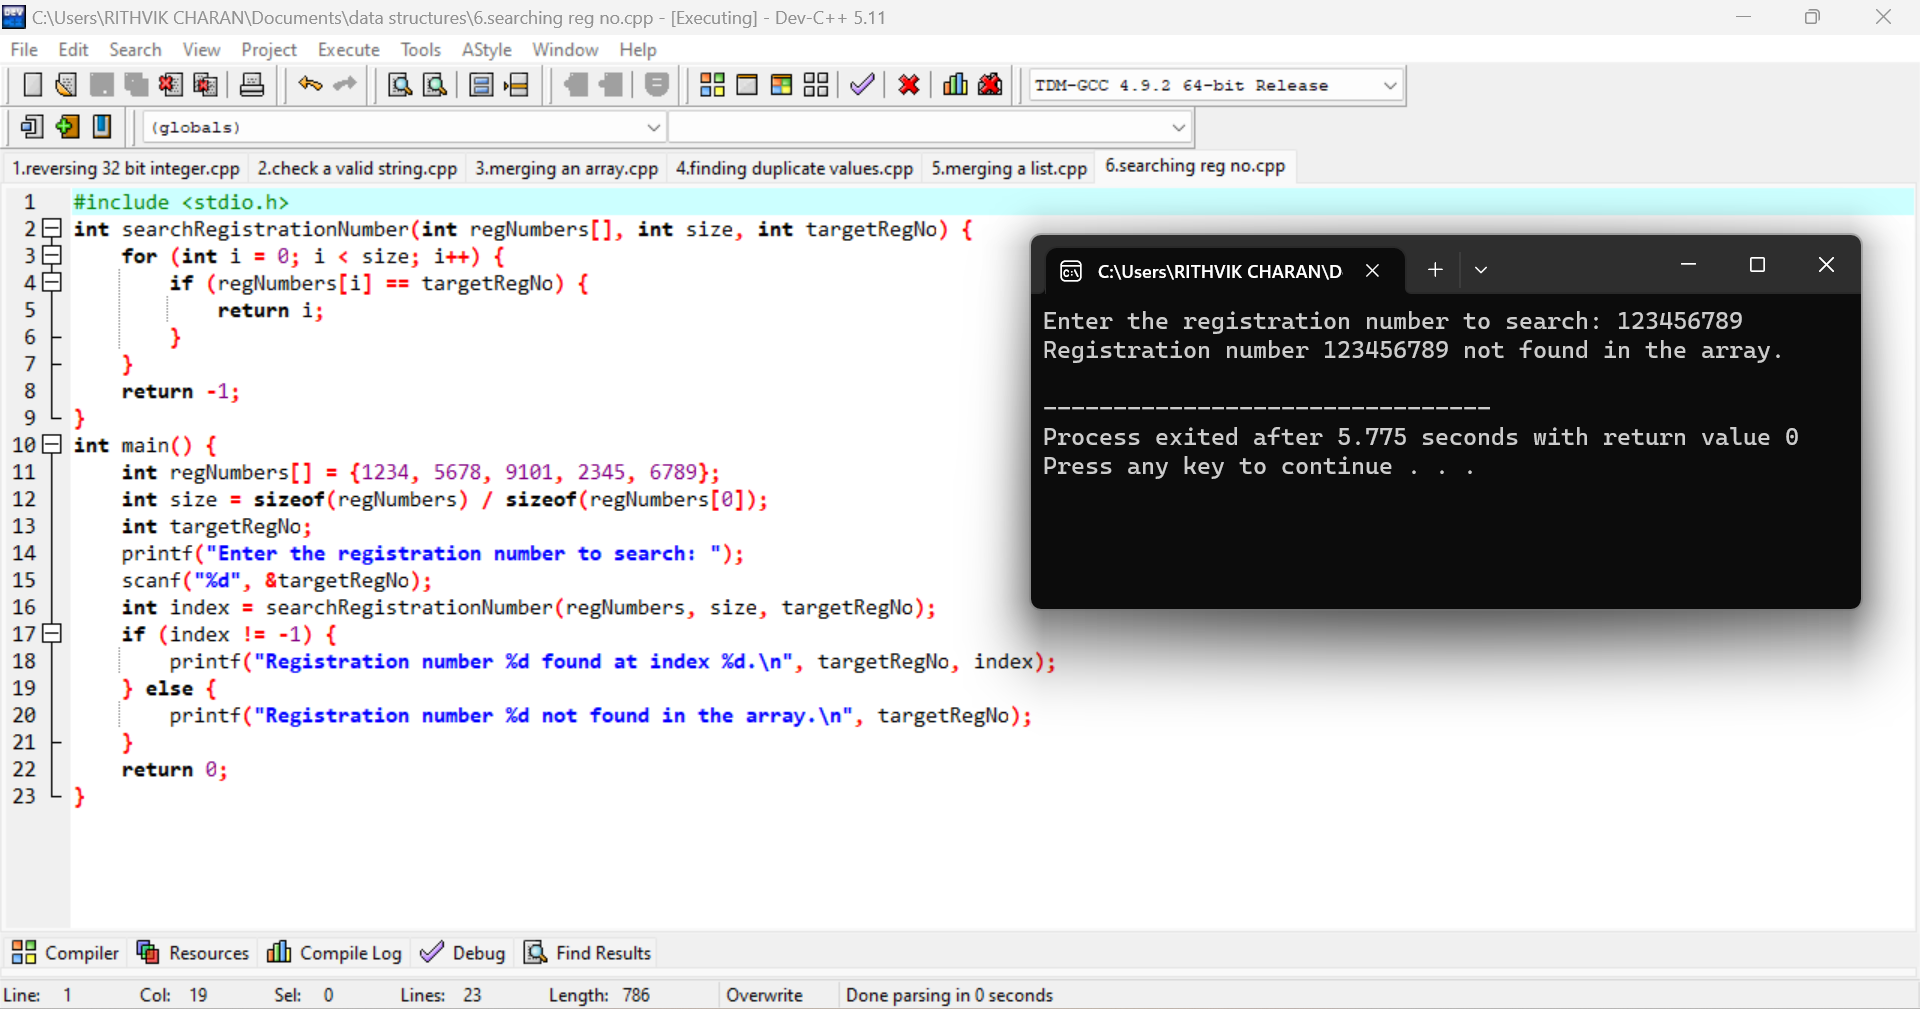 C:\Users\RITHVIK CHARAN\Documents\data structures\6.searching reg no.cpp - [Executing] - Dev-C++ 5.11
File Edit Search View Project Execute Tools AStyle Window Help
TDM-GCC 4.9.2 64-bit Release
(globals)
1.reversing 32 bit integer.cpp 2.check a valid string.cpp 3.merging an array.cpp 4.finding duplicate values.cpp 5.merging a list.cpp 6.searching reg no.cpp
1 #include <stdio.h>
2 int searchRegistrationNumber(int regNumbers[], int size, int targetRegNo) {
3     for (int i = 0; i < size; i++) {
4         if (regNumbers[i] == targetRegNo) {
5             return i;
6         }
7     }
8     return -1;
9 }
10 int main() {
11     int regNumbers[] = {1234, 5678, 9101, 2345, 6789};
12     int size = sizeof(regNumbers) / sizeof(regNumbers[0]);
13     int targetRegNo;
14     printf("Enter the registration number to search: ");
15     scanf("%d", &targetRegNo);
16     int index = searchRegistrationNumber(regNumbers, size, targetRegNo);
17     if (index != -1) {
18         printf("Registration number %d found at index %d.\n", targetRegNo, index);
19     } else {
20         printf("Registration number %d not found in the array.\n", targetRegNo);
21     }
22     return 0;
23 }
C:\Users\RITHVIK CHARAN\D
Enter the registration number to search: 123456789
Registration number 123456789 not found in the array.
--------------------------------
Process exited after 5.775 seconds with return value 0
Press any key to continue . . .
Compiler Resources Compile Log Debug Find Results
Line: 1 Col: 19 Sel: 0 Lines: 23 Length: 786 Overwrite Done parsing in 0 seconds